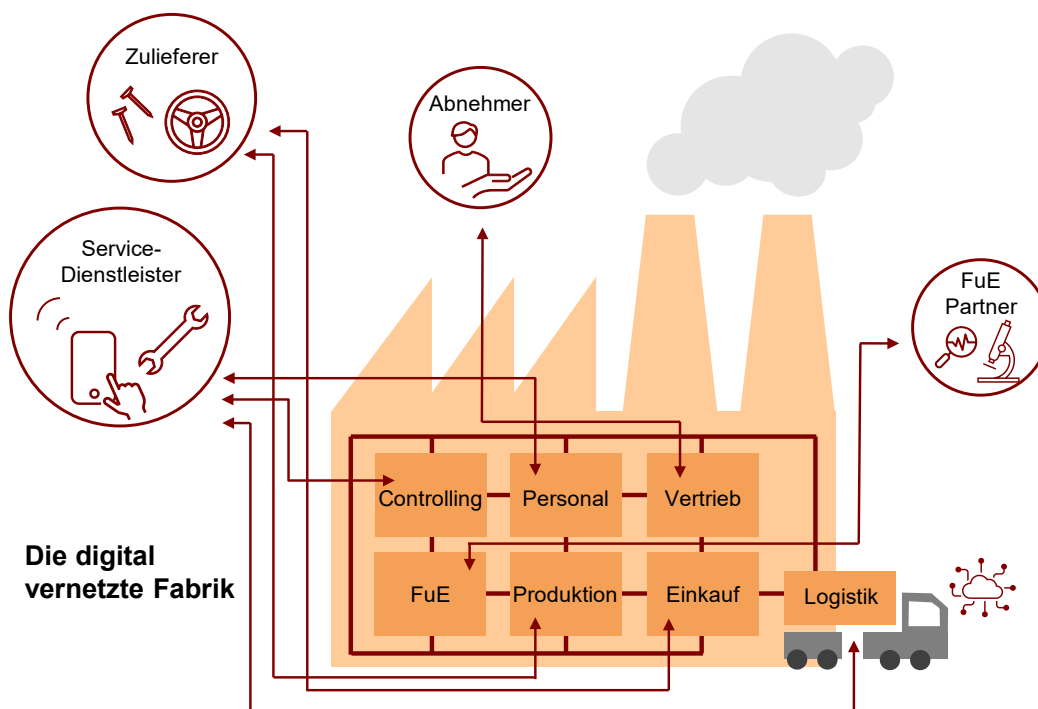 Zulieferer
Abnehmer
Service-
Dienstleister
FuE
Partner
Controlling
Personal
Vertrieb
Die digital
vernetzte Fabrik
FuE
Produktion
Einkauf
Logistik